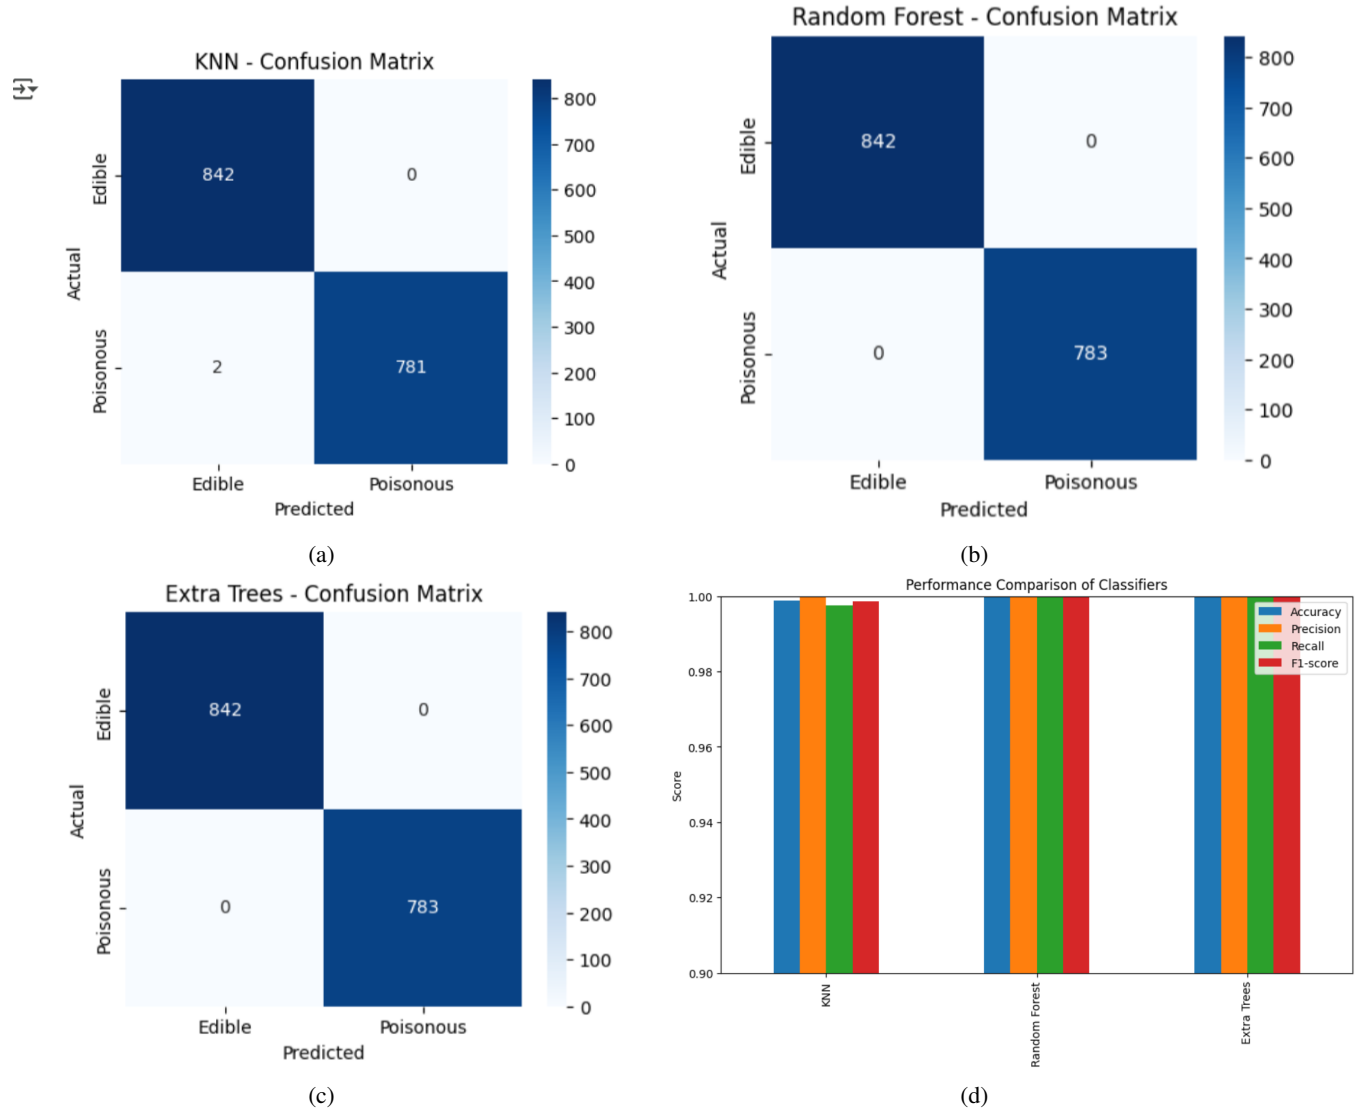 KNN - Confusion Matrix
Actual
Edible
Poisonous
842
0
2
781
800
700
600
500
400
300
200
100
0
Edible
Poisonous
Predicted
(a)
Random Forest - Confusion Matrix
Actual
Edible
Poisonous
842
0
0
783
800
700
600
500
400
300
200
100
0
Edible
Poisonous
Predicted
(b)
Extra Trees - Confusion Matrix
Actual
Edible
Poisonous
842
0
0
783
800
700
600
500
400
300
200
100
0
Edible
Poisonous
Predicted
(c)
Performance Comparison of Classifiers
Score
1.00
0.98
0.96
0.94
0.92
0.90
Accuracy
Precision
Recall
F1-score
KNN
Random Forest
Extra Trees
(d)